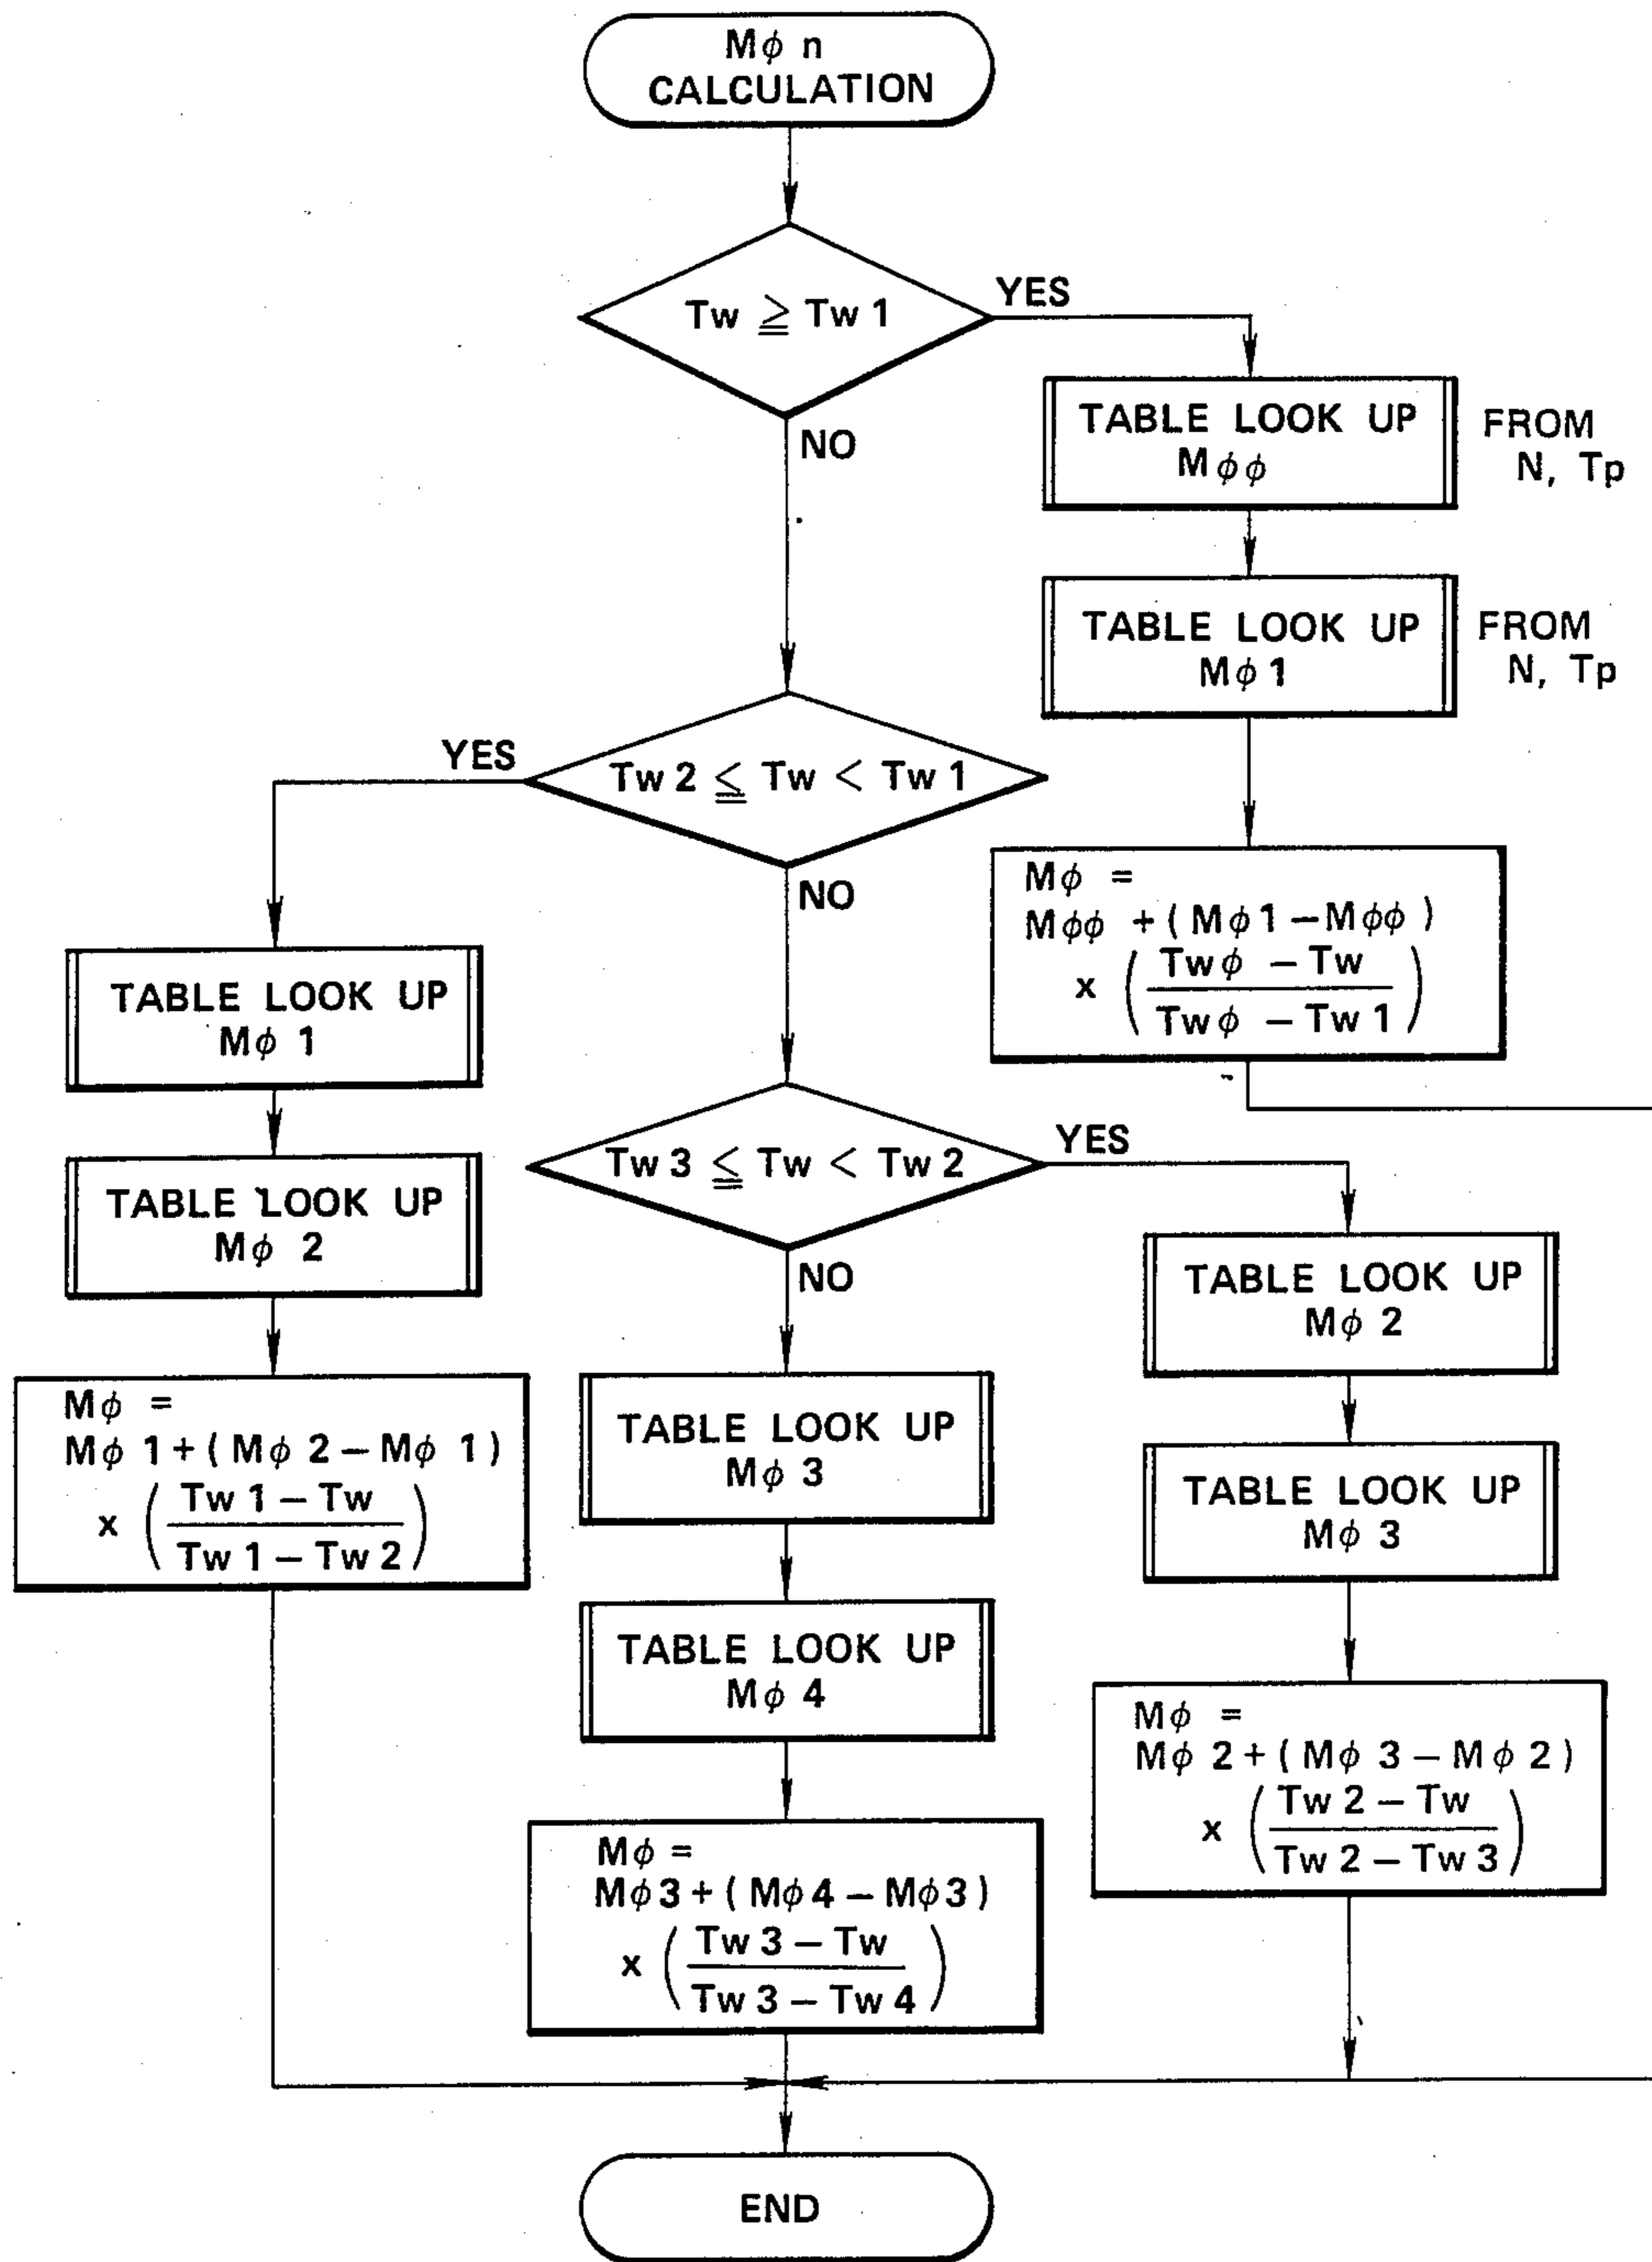 Mφ n
CALCULATION
Tw ≧ Tw 1
YES
NO
TABLE LOOK UP
Mφφ
FROM
N, Tp
TABLE LOOK UP
Mφ 1
FROM
N, Tp
Mφ =
Mφφ + ( Mφ 1 – Mφφ )
x ( Twφ – Tw
Twφ – Tw 1 )
Tw 2 ≦ Tw < Tw 1
YES
NO
TABLE LOOK UP
Mφ 1
TABLE LOOK UP
Mφ 2
Mφ =
Mφ 1 + ( Mφ 2 – Mφ 1 )
x ( Tw 1 – Tw
Tw 1 – Tw 2 )
Tw 3 ≦ Tw < Tw 2
YES
NO
TABLE LOOK UP
Mφ 2
TABLE LOOK UP
Mφ 3
Mφ =
Mφ 2 + ( Mφ 3 – Mφ 2 )
x ( Tw 2 – Tw
Tw 2 – Tw 3 )
TABLE LOOK UP
Mφ 3
TABLE LOOK UP
Mφ 4
Mφ =
Mφ 3 + ( Mφ 4 – Mφ 3 )
x ( Tw 3 – Tw
Tw 3 – Tw 4 )
END